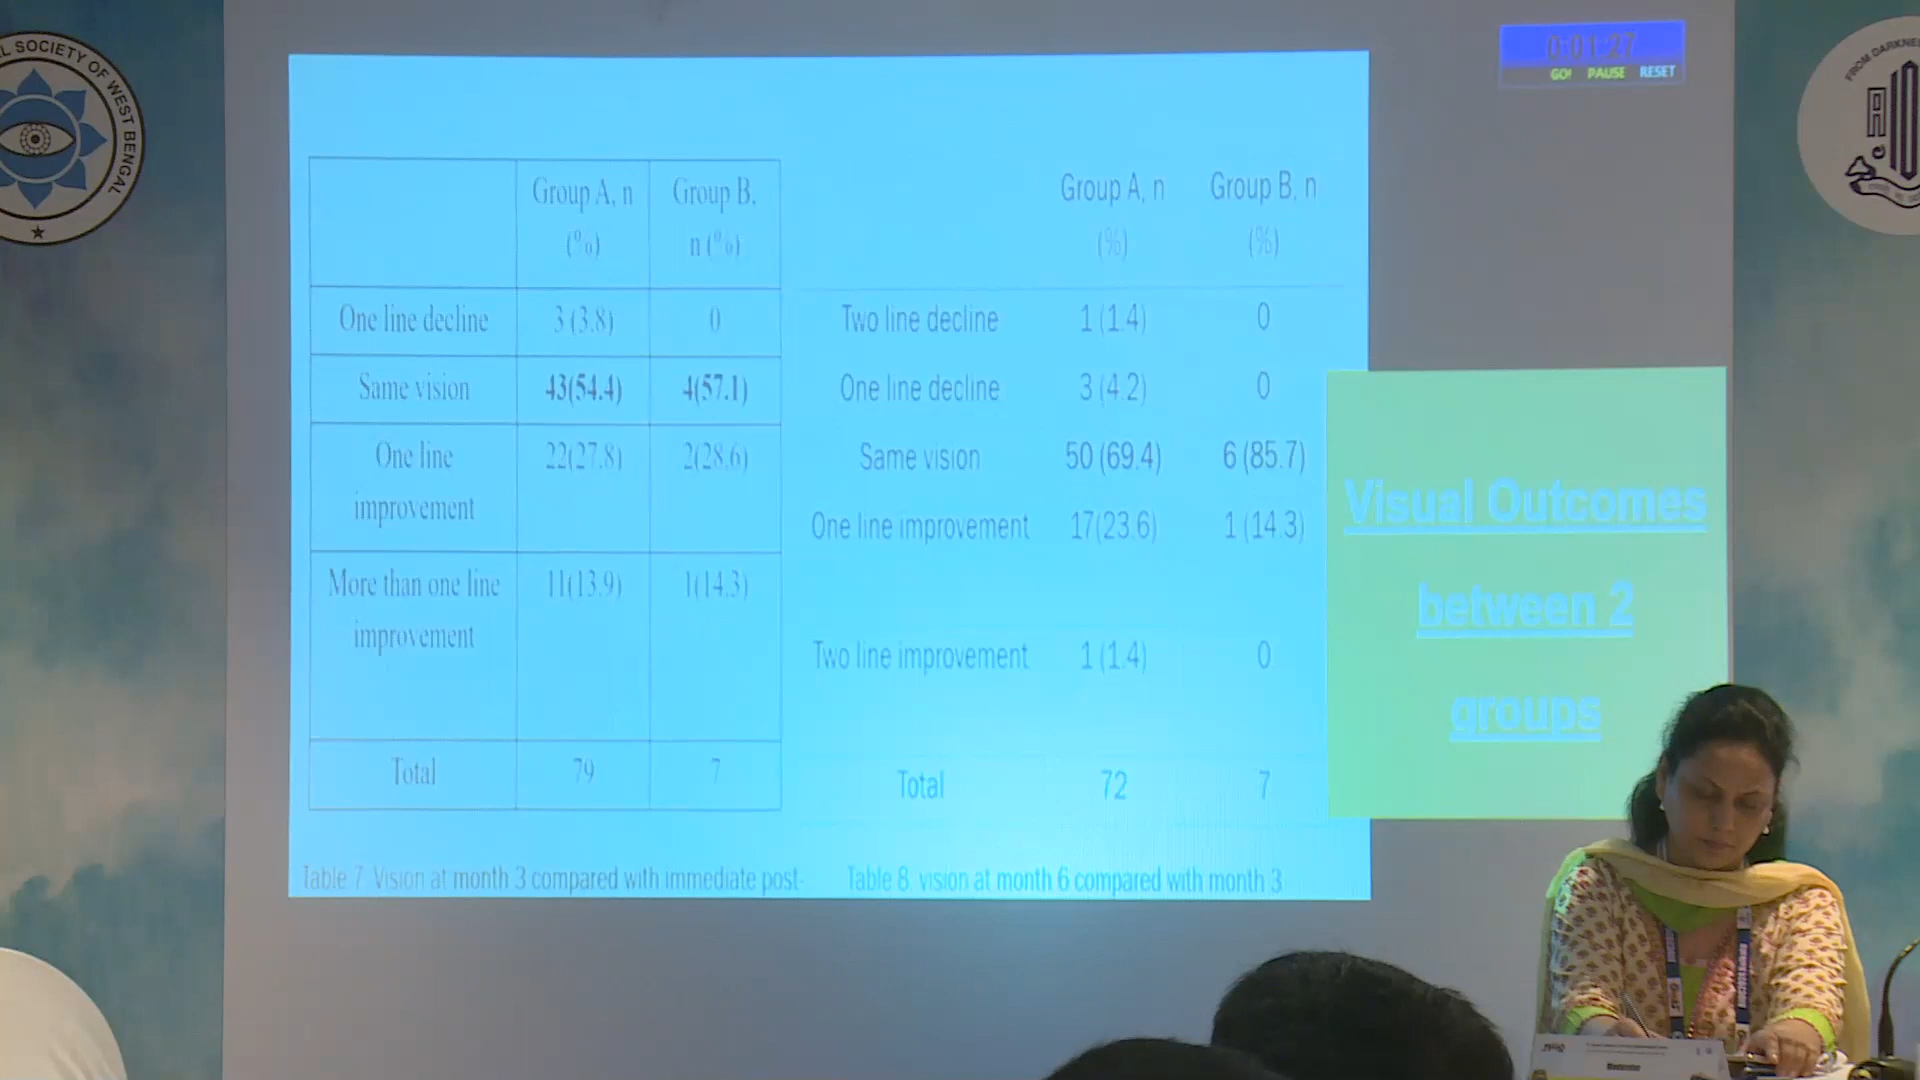 L SOCIETY OF WEST BENGAL
0:01:27
GO! PAUSE RESET
FROM DARKNE
Group A, n (%) Group B, n (%)
One line decline 3 (3.8) 0
Same vision 43(54.4) 4(57.1)
One line improvement 22(27.8) 2(28.6)
More than one line improvement 11(13.9) 1(14.3)
Total 79 7
Table 7 Vision at month 3 compared with immediate post-
Group A, n (%) Group B, n (%)
Two line decline 1 (1.4) 0
One line decline 3 (4.2) 0
Same vision 50 (69.4) 6 (85.7)
One line improvement 17(23.6) 1 (14.3)
Two line improvement 1 (1.4) 0
Total 72 7
Table 8 vision at month 6 compared with month 3
Visual Outcomes
between 2
groups
Moderator